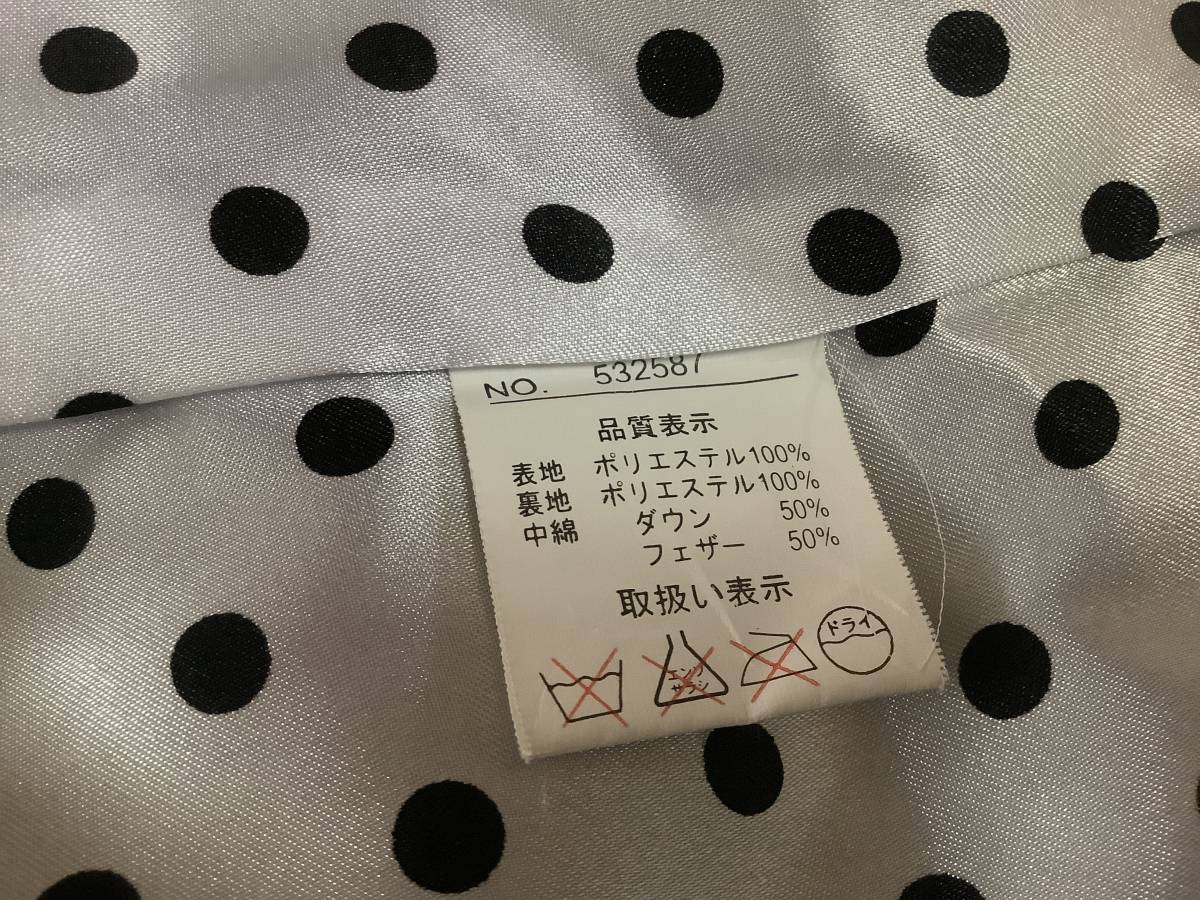 NO. 532587
品質表示
表地 ポリエステル100%
裏地 ポリエステル100%
中綿 ダウン 50%
フェザー 50%
取扱い表示
エンソ
サラシ
ドライ